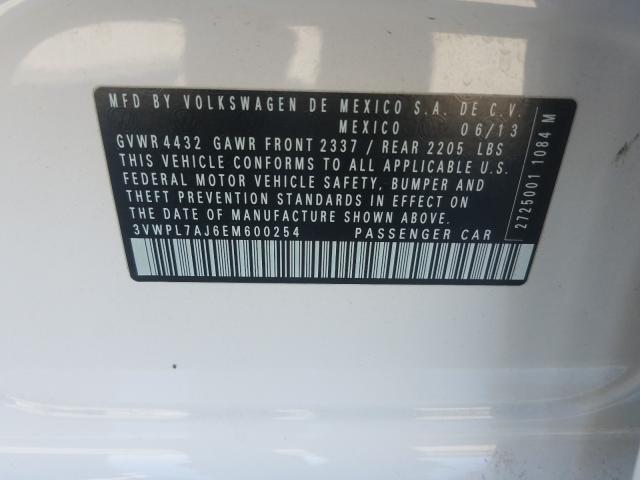 MFD BY VOLKSWAGEN DE MEXICO S.A. DE C.V.
MEXICO 06/13
GVWR 4432 GAWR FRONT 2337 / REAR 2205 LBS
THIS VEHICLE CONFORMS TO ALL APPLICABLE U.S.
FEDERAL MOTOR VEHICLE SAFETY, BUMPER AND
THEFT PREVENTION STANDARDS IN EFFECT ON
THE DATE OF MANUFACTURE SHOWN ABOVE.
3VWPL7AJ6EM600254 PASSENGER CAR
2725001 1084 M